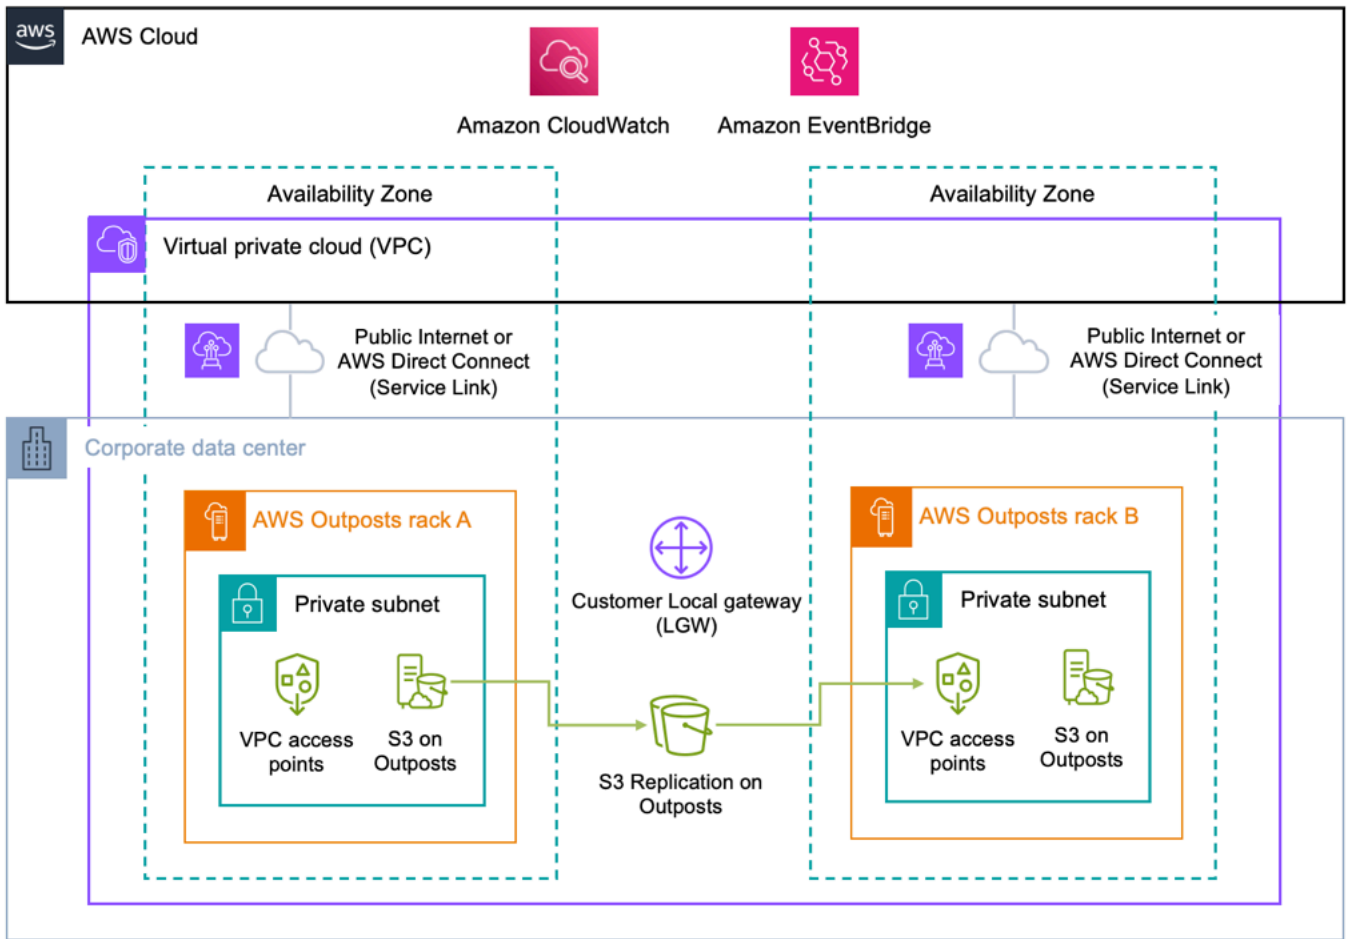 aws
AWS Cloud
Amazon CloudWatch
Amazon EventBridge
Availability Zone
Availability Zone
Virtual private cloud (VPC)
Public Internet or
AWS Direct Connect
(Service Link)
Public Internet or
AWS Direct Connect
(Service Link)
Corporate data center
AWS Outposts rack A
AWS Outposts rack B
Private subnet
Customer Local gateway
(LGW)
Private subnet
VPC access
points
S3 on
Outposts
S3 Replication on
Outposts
VPC access
points
S3 on
Outposts